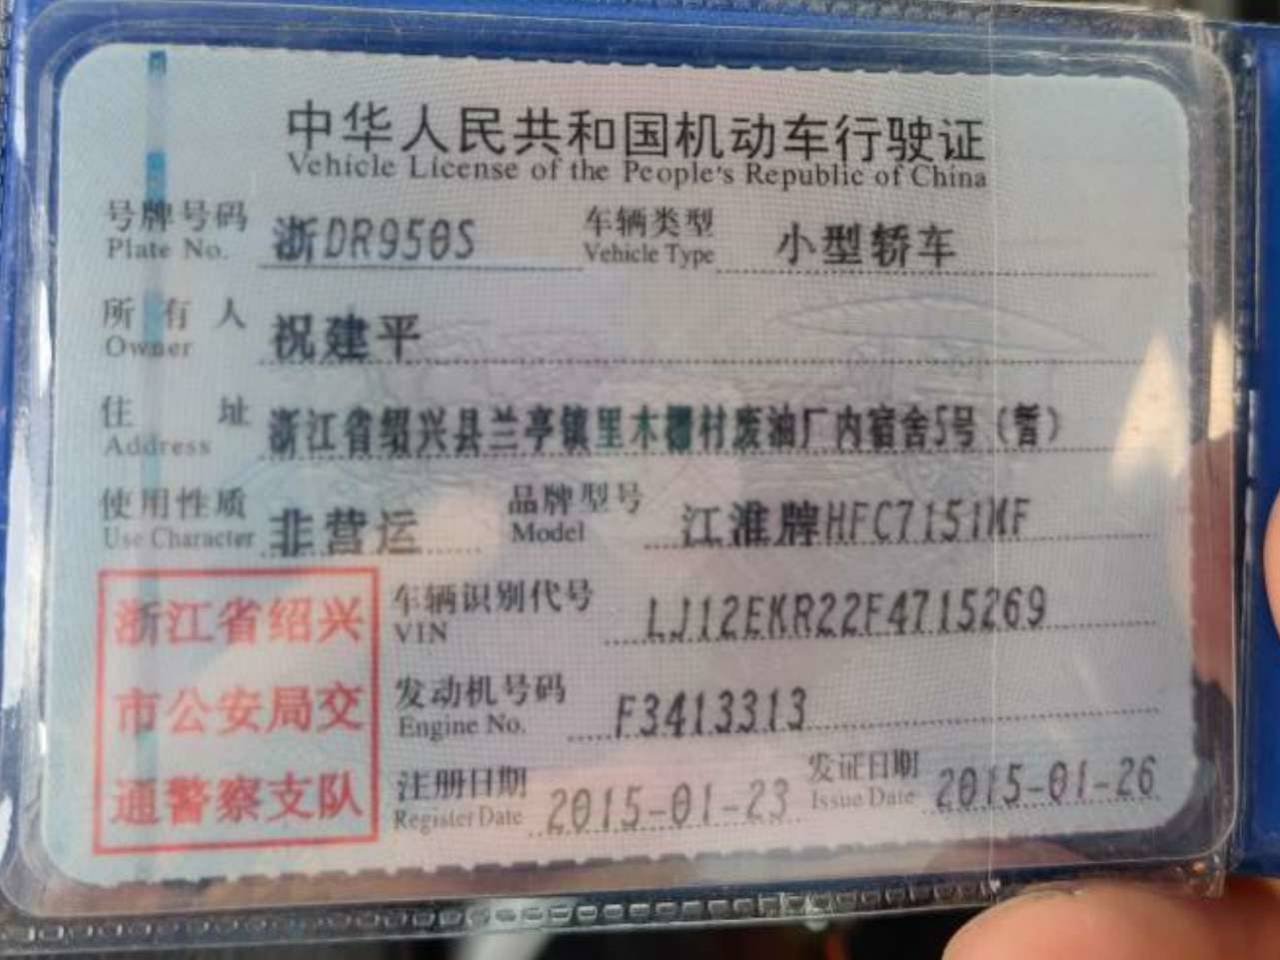 中华人民共和国机动车行驶证
Vehicle License of the People's Republic of China
号牌号码 浙DR950S 车辆类型 小型轿车
Plate No. Vehicle Type
所有人 祝建平
Owner
住址 浙江省绍兴县兰亭镇里木栅村废油厂内宿舍5号（暂）
Address
使用性质 非营运 品牌型号 江淮牌HFC7151MF
Use Character Model
浙江省绍兴
市公安局交
通警察支队
车辆识别代号 LJ12EKR22F4715269
VIN
发动机号码 F3413313
Engine No.
注册日期 2015-01-23 发证日期 2015-01-26
Register Date Issue Date